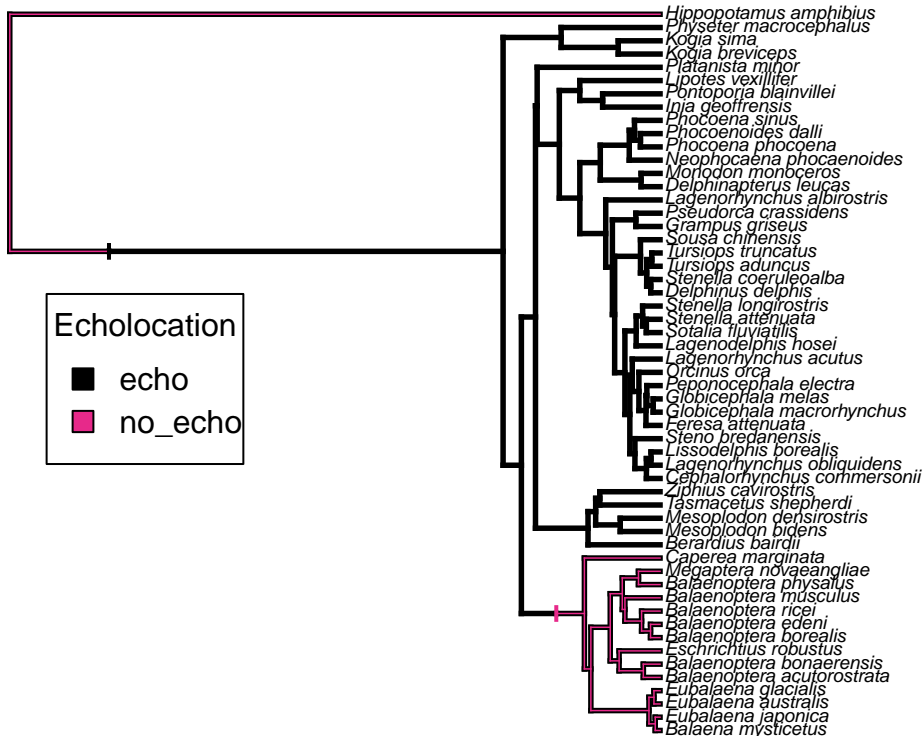 Hippopotamus amphibius
Physeter macrocephalus
Kogia sima
Kogia breviceps
Platanista minor
Lipotes vexillifer
Pontoporia blainvillei
Inia geoffrensis
Phocoena sinus
Phocoenoides dalli
Phocoena phocoena
Neophocaena phocaenoides
Monodon monoceros
Delphinapterus leucas
Lagenorhynchus albirostris
Pseudorca crassidens
Grampus griseus
Sousa chinensis
Tursiops truncatus
Tursiops aduncus
Stenella coeruleoalba
Delphinus delphis
Stenella longirostris
Stenella attenuata
Sotalia fluviatilis
Lagenodelphis hosei
Lagenorhynchus acutus
Orcinus orca
Peponocephala electra
Globicephala melas
Globicephala macrorhynchus
Feresa attenuata
Steno bredanensis
Lissodelphis borealis
Lagenorhynchus obliquidens
Cephalorhynchus commersonii
Ziphius cavirostris
Tasmacetus shepherdi
Mesoplodon densirostris
Mesoplodon bidens
Berardius bairdii
Caperea marginata
Megaptera novaeangliae
Balaenoptera physalus
Balaenoptera musculus
Balaenoptera ricei
Balaenoptera edeni
Balaenoptera borealis
Eschrichtius robustus
Balaenoptera bonaerensis
Balaenoptera acutorostrata
Eubalaena glacialis
Eubalaena australis
Eubalaena japonica
Balaena mysticetus
Echolocation
echo
no_echo